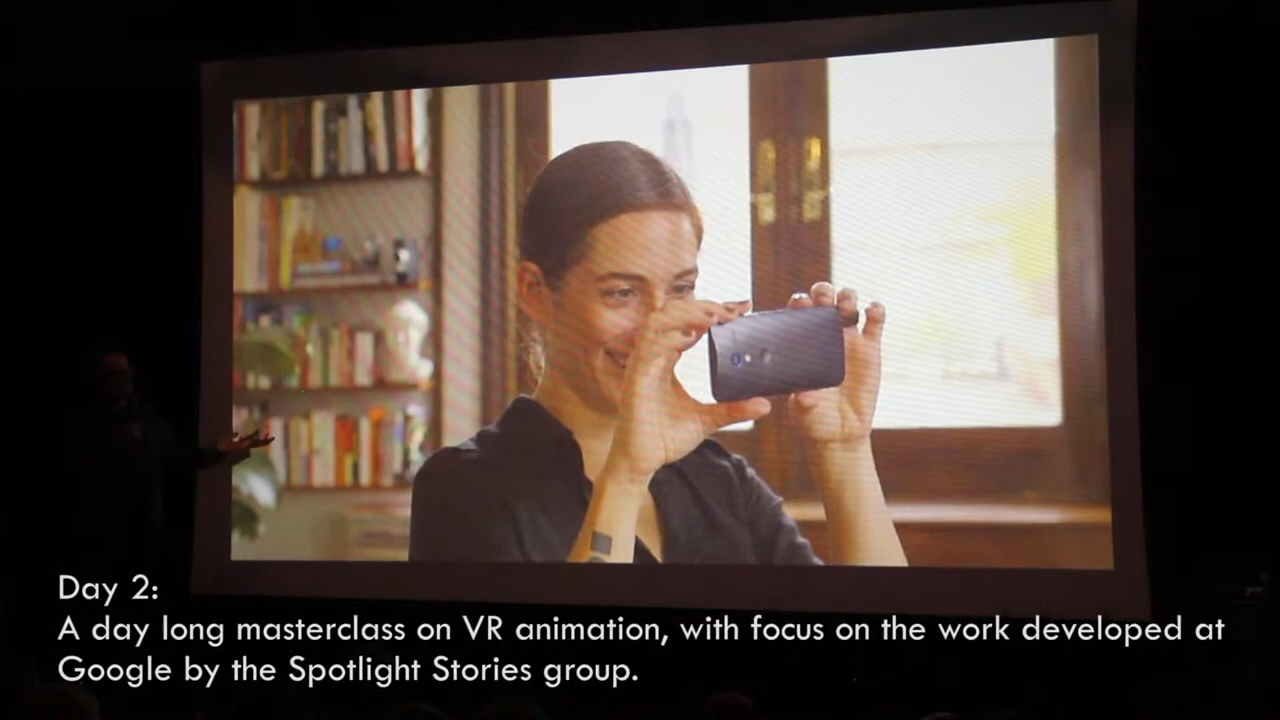 Day 2:
A day long masterclass on VR animation, with focus on the work developed at
Google by the Spotlight Stories group.